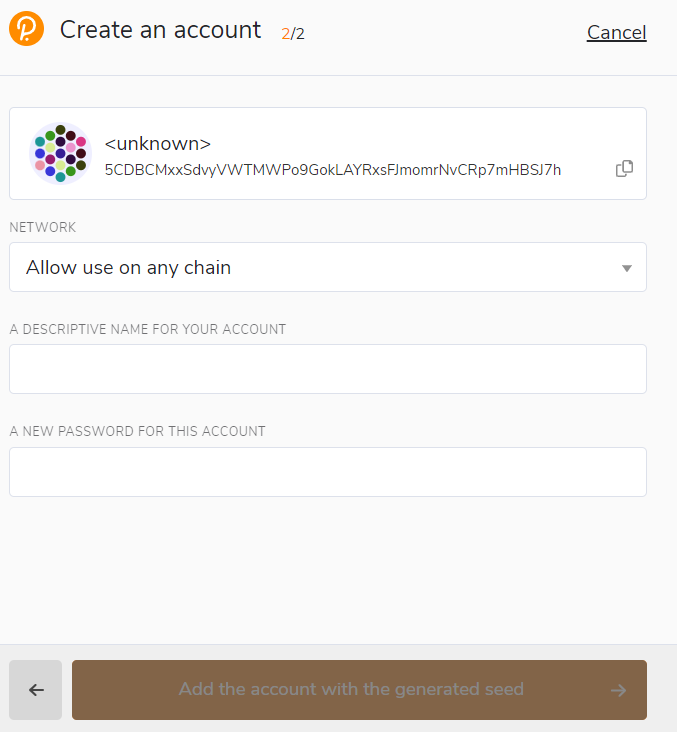 Create an account 2/2 Cancel
<unknown>
5CDBCMxxSdvyVWTMWPo9GokLAYRxsFJmomrNvCRp7mHBSJ7h
NETWORK
Allow use on any chain
A DESCRIPTIVE NAME FOR YOUR ACCOUNT
A NEW PASSWORD FOR THIS ACCOUNT
Add the account with the generated seed